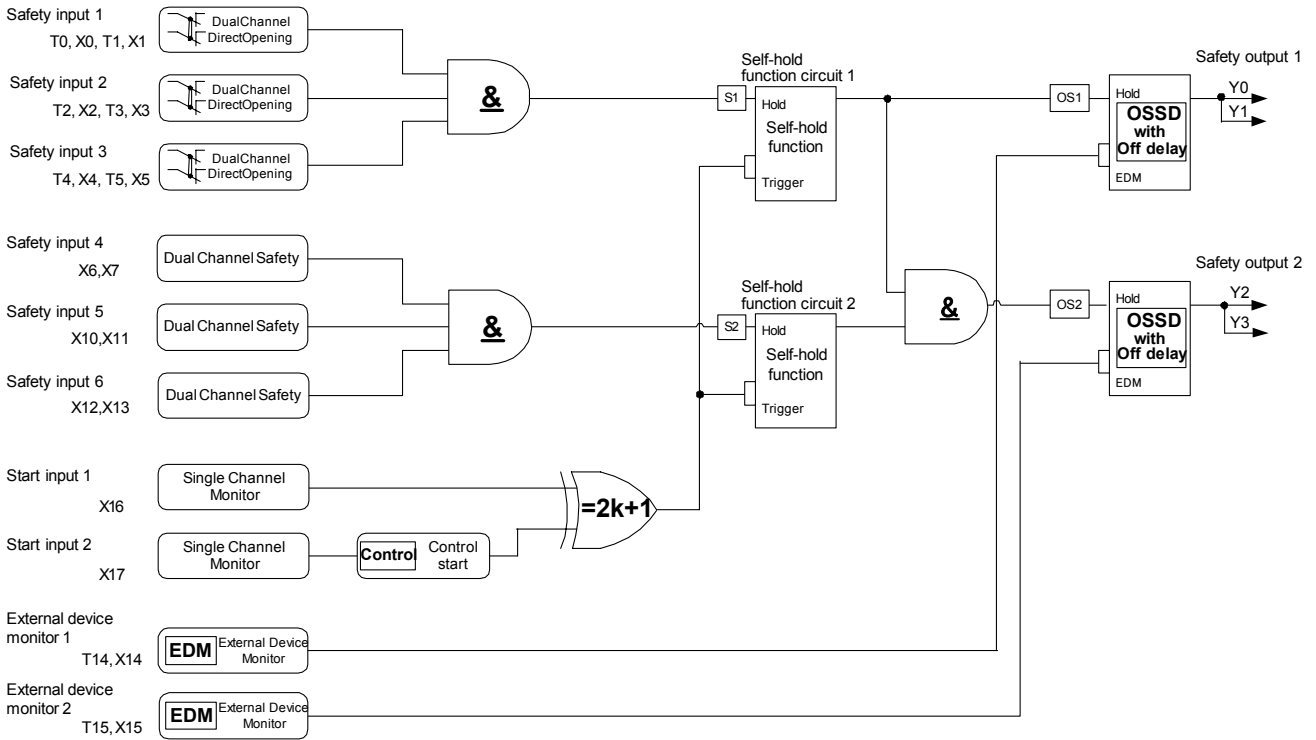 Safety input 1
T0, X0, T1, X1
DualChannel
DirectOpening
Safety input 2
T2, X2, T3, X3
DualChannel
DirectOpening
Safety input 3
T4, X4, T5, X5
DualChannel
DirectOpening
&
Safety input 4
X6,X7
Dual Channel Safety
Safety input 5
X10,X11
Dual Channel Safety
Safety input 6
X12,X13
Dual Channel Safety
&
Start input 1
X16
Single Channel
Monitor
Start input 2
X17
Single Channel
Monitor
Control
Control
start
=2k+1
External device
monitor 1
T14, X14
EDM
External Device
Monitor
External device
monitor 2
T15, X15
EDM
External Device
Monitor
Self-hold
function circuit 1
S1
Hold
Self-hold
function
Trigger
Self-hold
function circuit 2
S2
Hold
Self-hold
function
Trigger
&
Safety output 1
OS1
Hold
OSSD
with
Off delay
EDM
Y0
Y1
Safety output 2
OS2
Hold
OSSD
with
Off delay
EDM
Y2
Y3